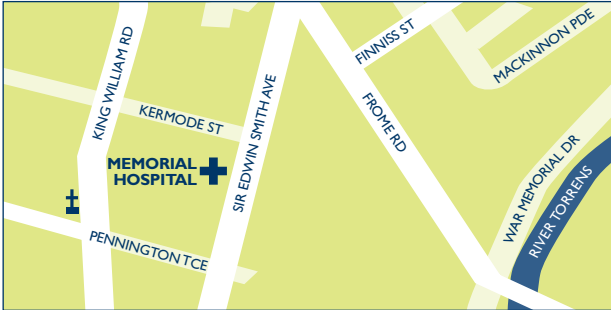 KING WILLIAM RD
KERMODE ST
MEMORIAL
HOSPITAL
PENNINGTON TCE
SIR EDWIN SMITH AVE
FINNISS ST
FROME RD
MACKINNON PDE
WAR MEMORIAL DR
RIVER TORRENS